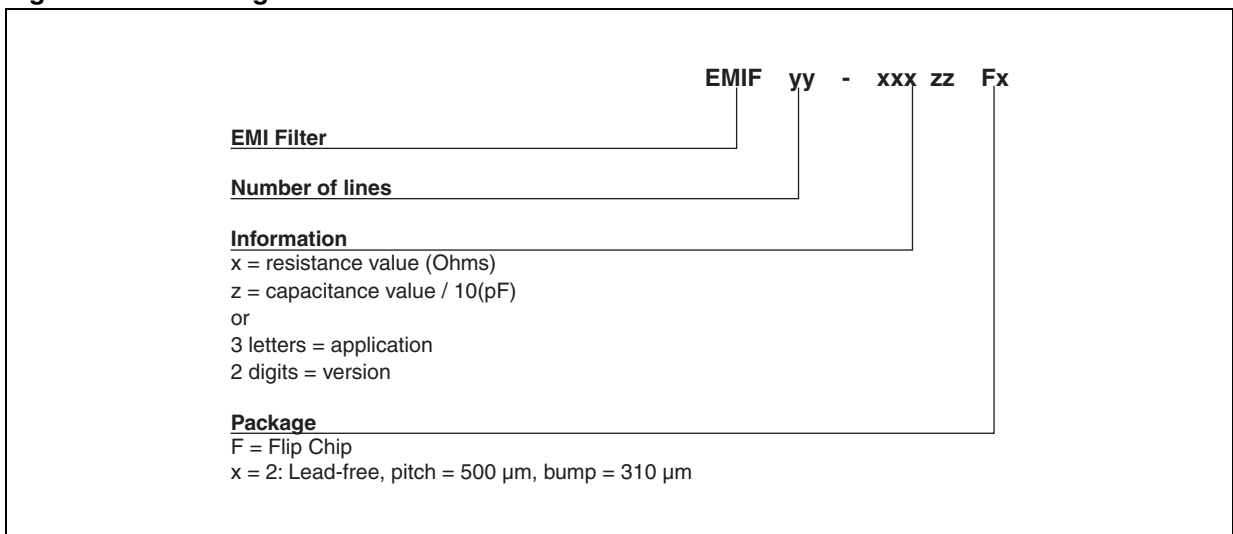 EMIF yy - xxx zz Fx
EMI Filter
Number of lines
Information
x = resistance value (Ohms)
z = capacitance value / 10(pF)
or
3 letters = application
2 digits = version
Package
F = Flip Chip
x = 2: Lead-free, pitch = 500 µm, bump = 310 µm